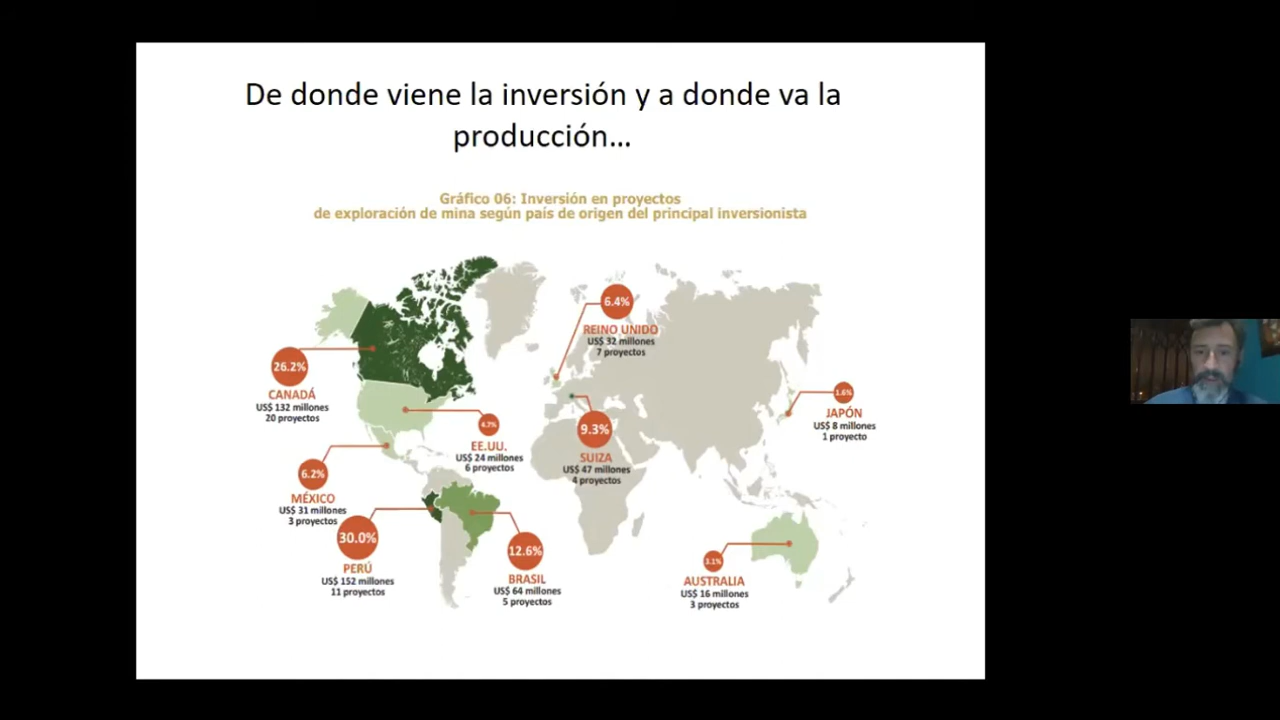 De donde viene la inversión y a donde va la
producción...
Gráfico 06: Inversión en proyectos
de exploración de mina según país de origen del principal inversionista
6.4%
REINO UNIDO
US$ 32 millones
7 proyectos
26.2%
CANADÁ
US$ 132 millones
20 proyectos
1.6%
JAPÓN
US$ 8 millones
1 proyecto
4.7%
EE.UU.
US$ 24 millones
6 proyectos
9.3%
SUIZA
US$ 47 millones
4 proyectos
6.2%
MÉXICO
US$ 31 millones
3 proyectos
30.0%
PERÚ
US$ 152 millones
11 proyectos
12.6%
BRASIL
US$ 64 millones
5 proyectos
3.1%
AUSTRALIA
US$ 16 millones
3 proyectos